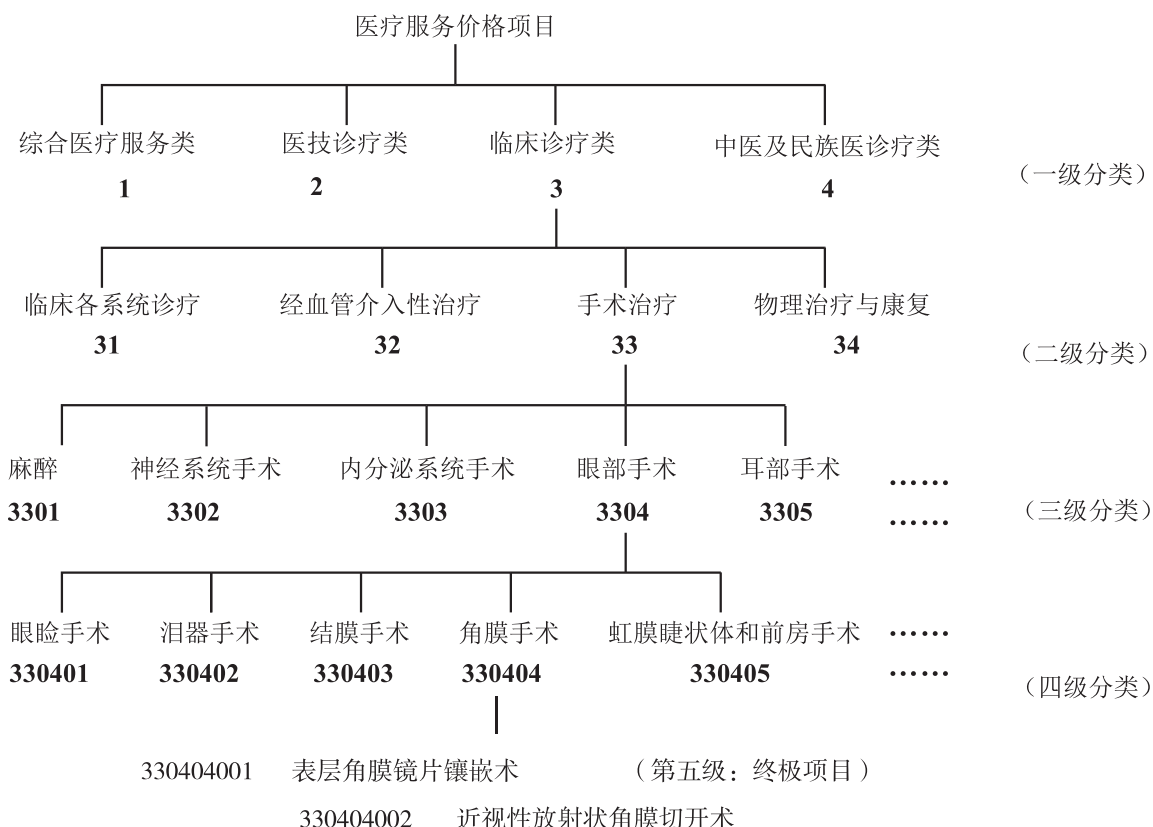 医疗服务价格项目
综合医疗服务类 医技诊疗类 临床诊疗类 中医及民族医诊疗类
1 2 3 4 （一级分类）
临床各系统诊疗 经血管介入性治疗 手术治疗 物理治疗与康复
31 32 33 34 （二级分类）
麻醉 神经系统手术 内分泌系统手术 眼部手术 耳部手术 ……
3301 3302 3303 3304 3305 …… （三级分类）
眼睑手术 泪器手术 结膜手术 角膜手术 虹膜睫状体和前房手术 ……
330401 330402 330403 330404 330405 …… （四级分类）
330404001 表层角膜镜片镶嵌术 （第五级：终极项目）
330404002 近视性放射状角膜切开术